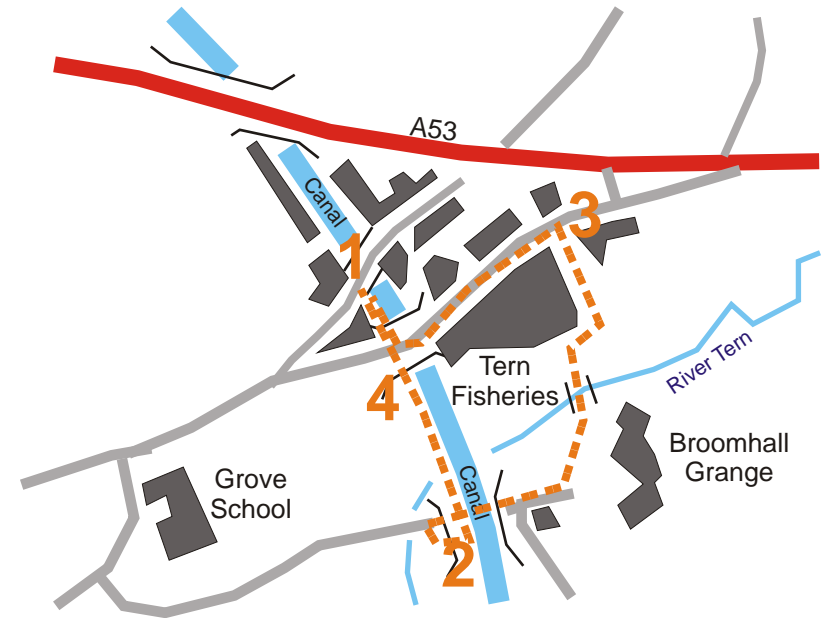 A53
Canal
1
3
Tern
Fisheries
River Tern
4
Broomhall
Grange
Grove
School
Canal
2